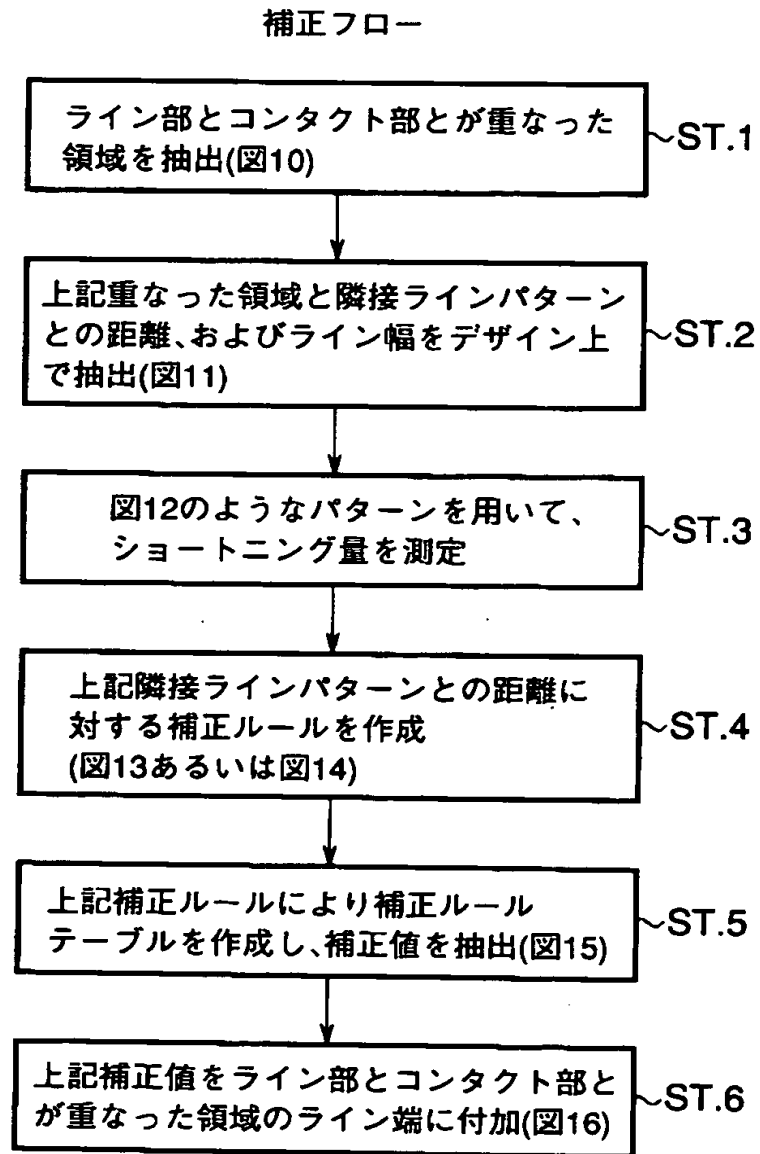 補正フロー
ライン部とコンタクト部とが重なった
領域を抽出(図10)
ST.1
上記重なった領域と隣接ラインパターン
との距離、およびライン幅をデザイン上
で抽出(図11)
ST.2
図12のようなパターンを用いて、
ショートニング量を測定
ST.3
上記隣接ラインパターンとの距離に
対する補正ルールを作成
(図13あるいは図14)
ST.4
上記補正ルールにより補正ルール
テーブルを作成し、補正値を抽出(図15)
ST.5
上記補正値をライン部とコンタクト部と
が重なった領域のライン端に付加(図16)
ST.6